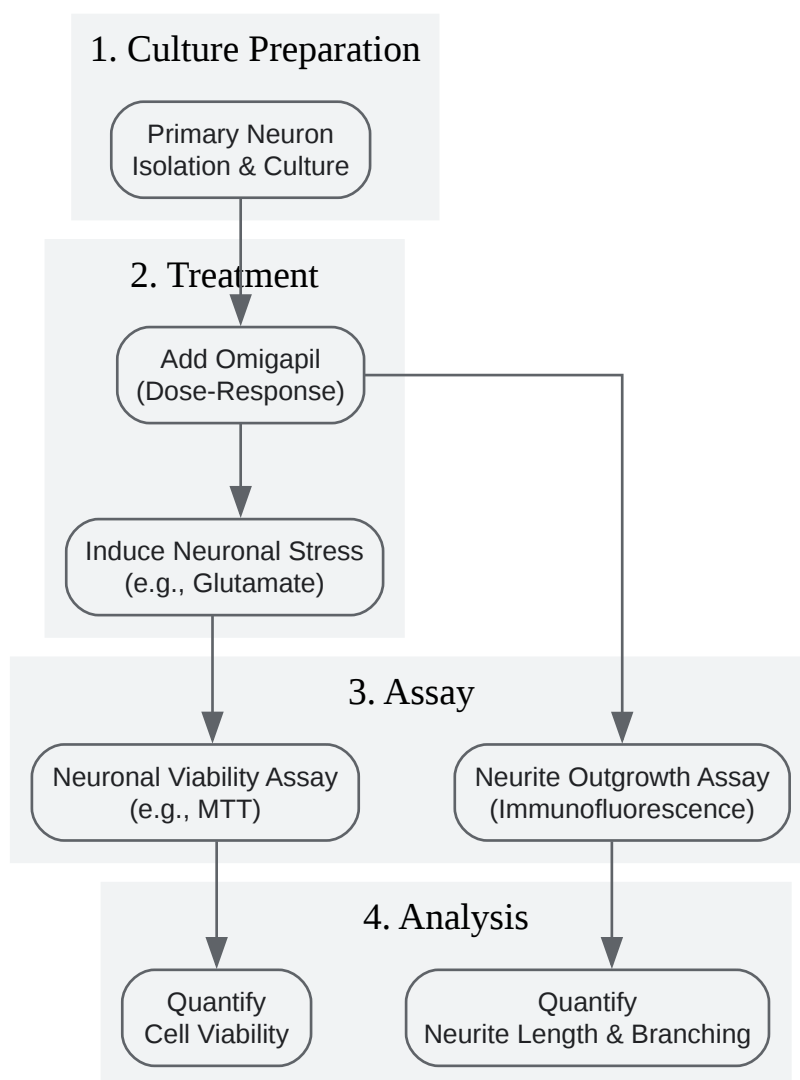 1. Culture Preparation
Primary Neuron
Isolation & Culture
2. Treatment
Add Omigapil
(Dose-Response)
Induce Neuronal Stress
(e.g., Glutamate)
3. Assay
Neuronal Viability Assay
(e.g., MTT)
Neurite Outgrowth Assay
(Immunofluorescence)
4. Analysis
Quantify
Cell Viability
Quantify
Neurite Length & Branching